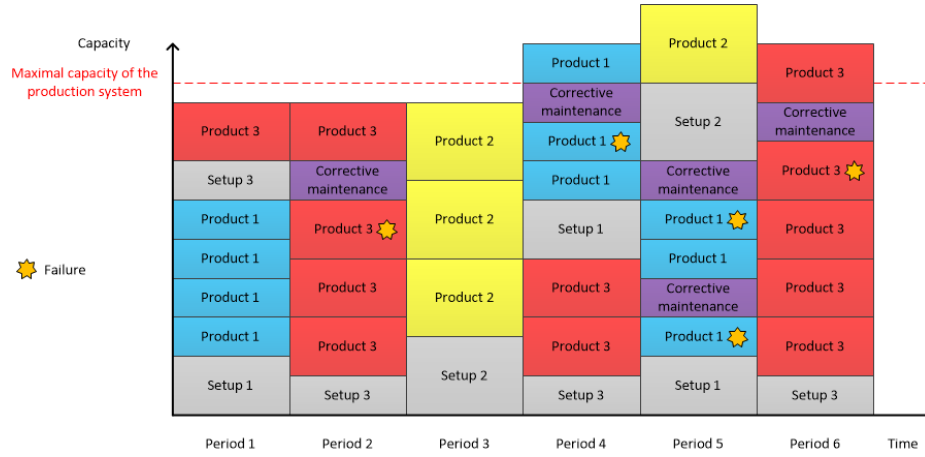 Capacity
Maximal capacity of the
production system
Failure
Product 3
Setup 3
Product 1
Product 1
Product 1
Product 1
Setup 1
Product 3
Corrective
maintenance
Product 3
Product 3
Product 3
Setup 3
Product 2
Product 2
Product 2
Setup 2
Product 1
Corrective
maintenance
Product 1
Product 1
Setup 1
Product 3
Product 3
Setup 3
Product 2
Setup 2
Corrective
maintenance
Product 1
Product 1
Corrective
maintenance
Product 1
Setup 1
Product 3
Corrective
maintenance
Product 3
Product 3
Product 3
Product 3
Setup 3
Period 1
Period 2
Period 3
Period 4
Period 5
Period 6
Time